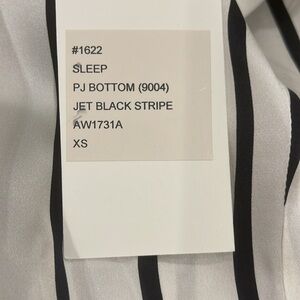 #1622
SLEEP
PJ BOTTOM (9004)
JET BLACK STRIPE
AW1731A
XS